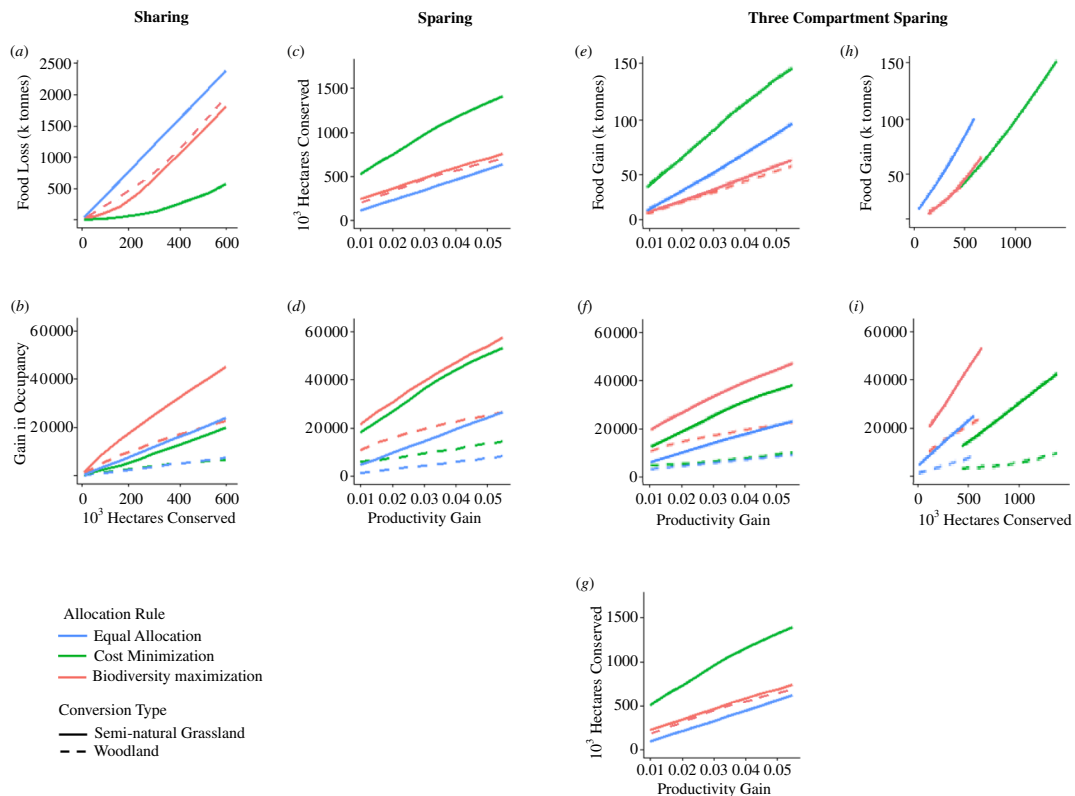 Sharing
Sparing
Three Compartment Sparing
(a)
Food Loss (k tonnes)
2500
2000
1500
1000
500
0 200 400 600
(c)
10³ Hectares Conserved
1500
1000
500
0
0.01 0.02 0.03 0.04 0.05
(e)
Food Gain (k tonnes)
150
100
50
0
0.01 0.02 0.03 0.04 0.05
(h)
Food Gain (k tonnes)
150
100
50
0 500 1000
(b)
Gain in Occupancy
60000
40000
20000
0 200 400 600
10³ Hectares Conserved
(d)
60000
40000
20000
0
0.01 0.02 0.03 0.04 0.05
Productivity Gain
(f)
60000
40000
20000
0
0.01 0.02 0.03 0.04 0.05
Productivity Gain
(i)
60000
40000
20000
0
0 500 1000
10³ Hectares Conserved
Allocation Rule
Equal Allocation
Cost Minimization
Biodiversity maximization
Conversion Type
Semi-natural Grassland
Woodland
(g)
10³ Hectares Conserved
1500
1000
500
0
0.01 0.02 0.03 0.04 0.05
Productivity Gain